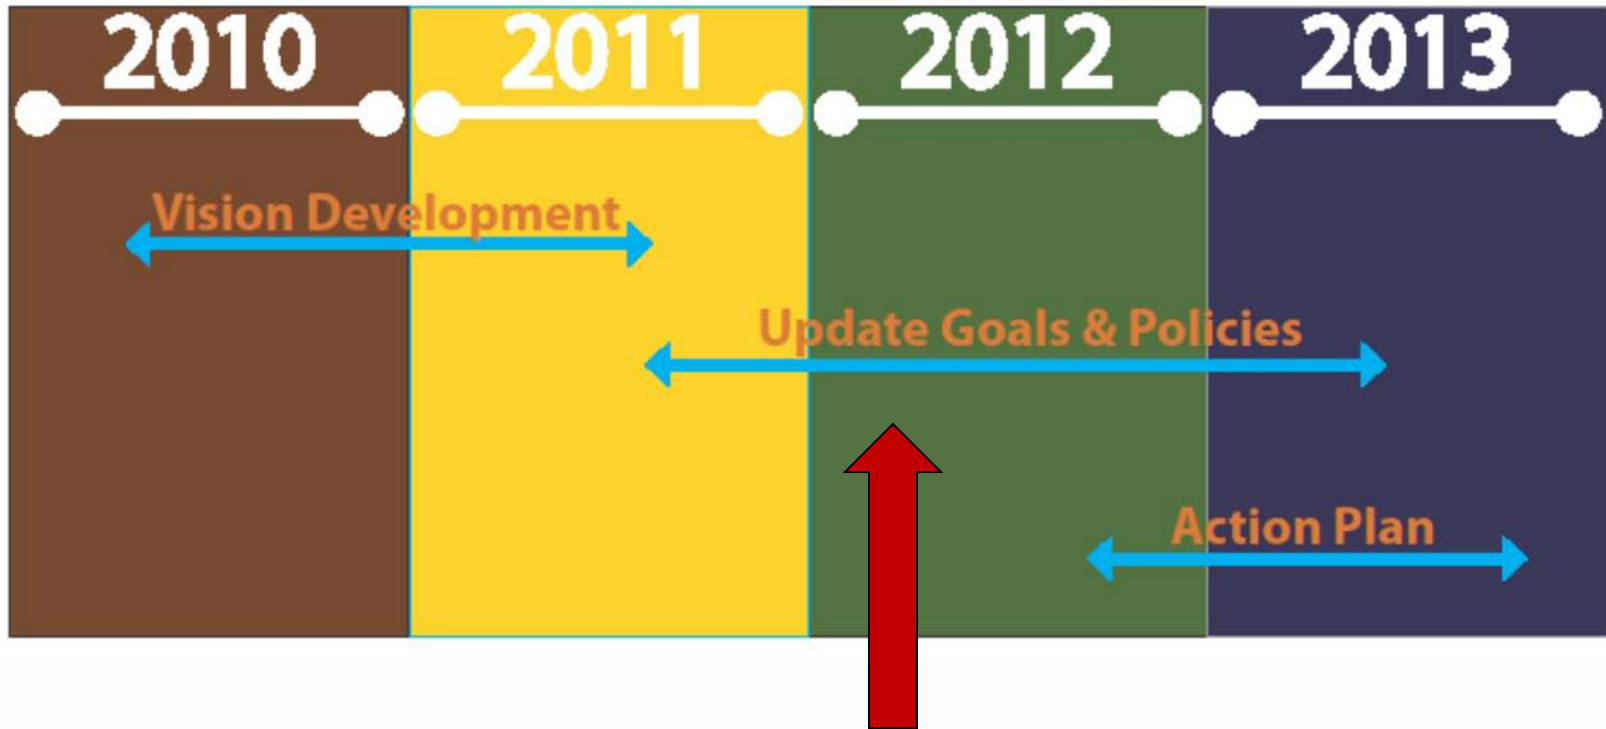 2010 2011 2012 2013
Vision Development
Update Goals & Policies
Action Plan